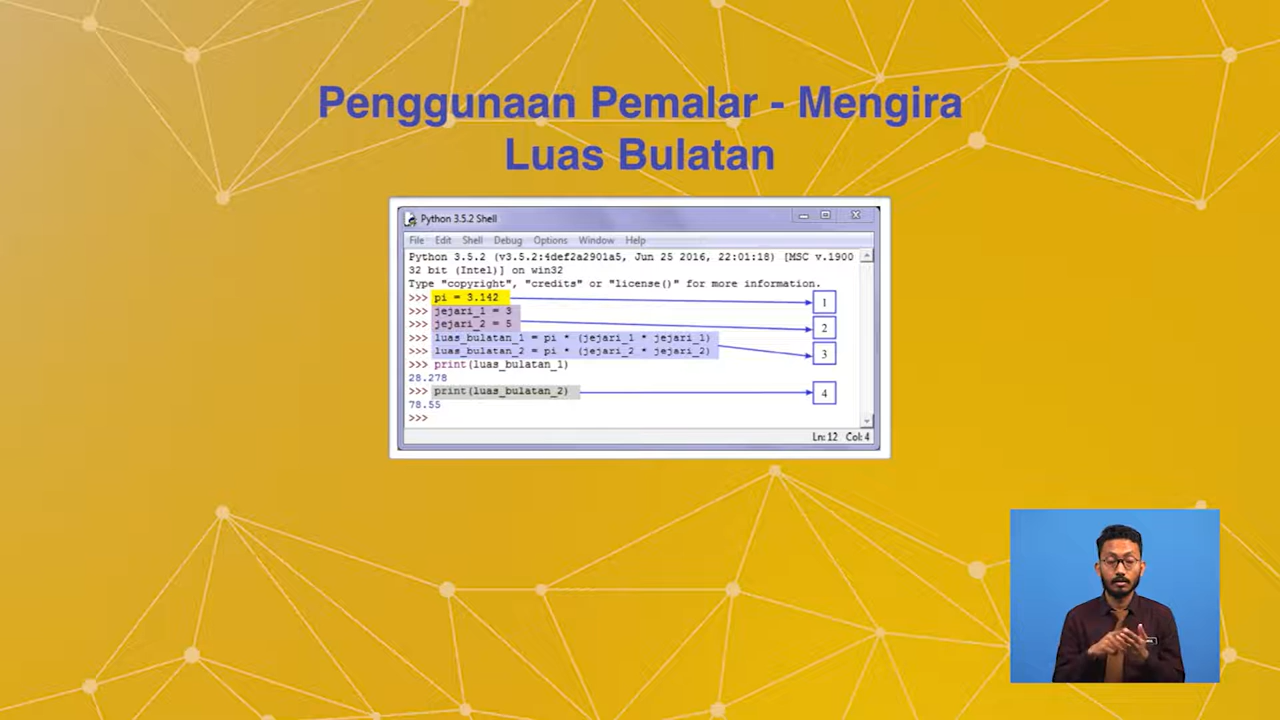 Penggunaan Pemalar - Mengira
Luas Bulatan
Python 3.5.2 Shell
File Edit Shell Debug Options Window Help
Python 3.5.2 (v3.5.2:4def2a2901a5, Jun 25 2016, 22:01:18) [MSC v.1900
32 bit (Intel)] on win32
Type "copyright", "credits" or "license()" for more information.
>>> pi = 3.142
1
>>> jejari_1 = 3
>>> jejari_2 = 5
2
>>> luas_bulatan_1 = pi * (jejari_1 * jejari_1)
>>> luas_bulatan_2 = pi * (jejari_2 * jejari_2)
3
>>> print(luas_bulatan_1)
28.278
>>> print(luas_bulatan_2)
4
78.55
>>>
Ln: 12 Col: 4